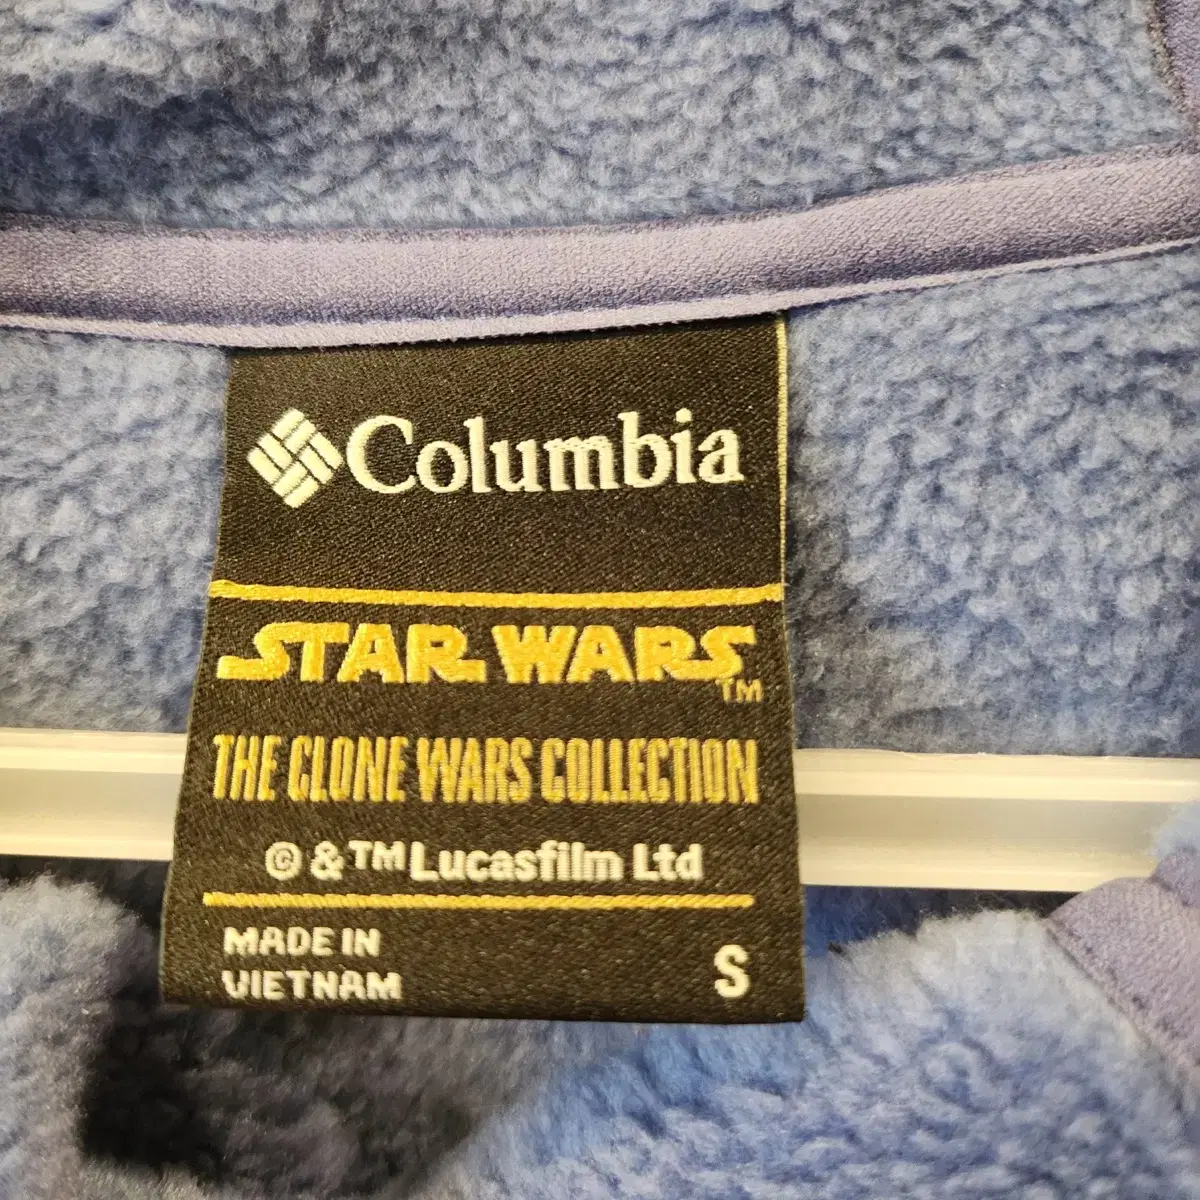 Columbia
STAR WARS
TM
THE CLONE WARS COLLECTION
© & TM Lucasfilm Ltd
MADE IN
VIETNAM
S